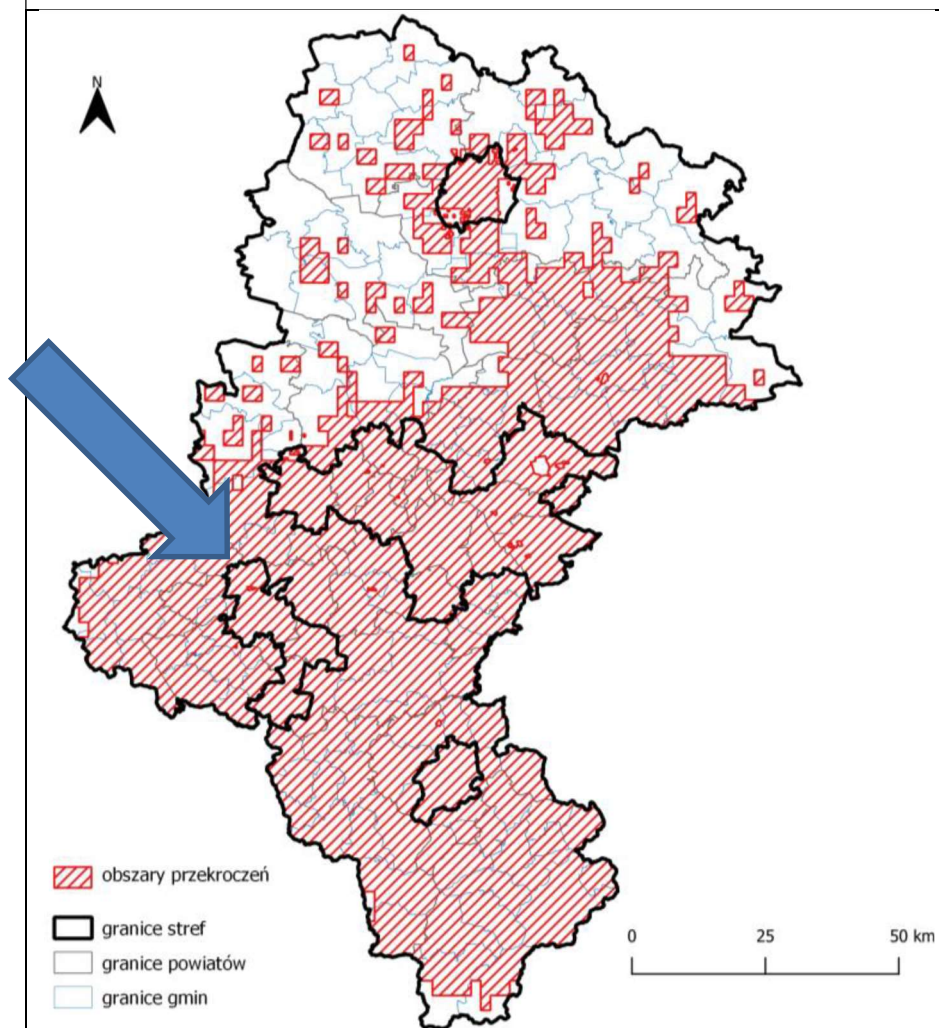 N
obszary przekroczeń
granice stref
granice powiatów
granice gmin
0 25 50 km